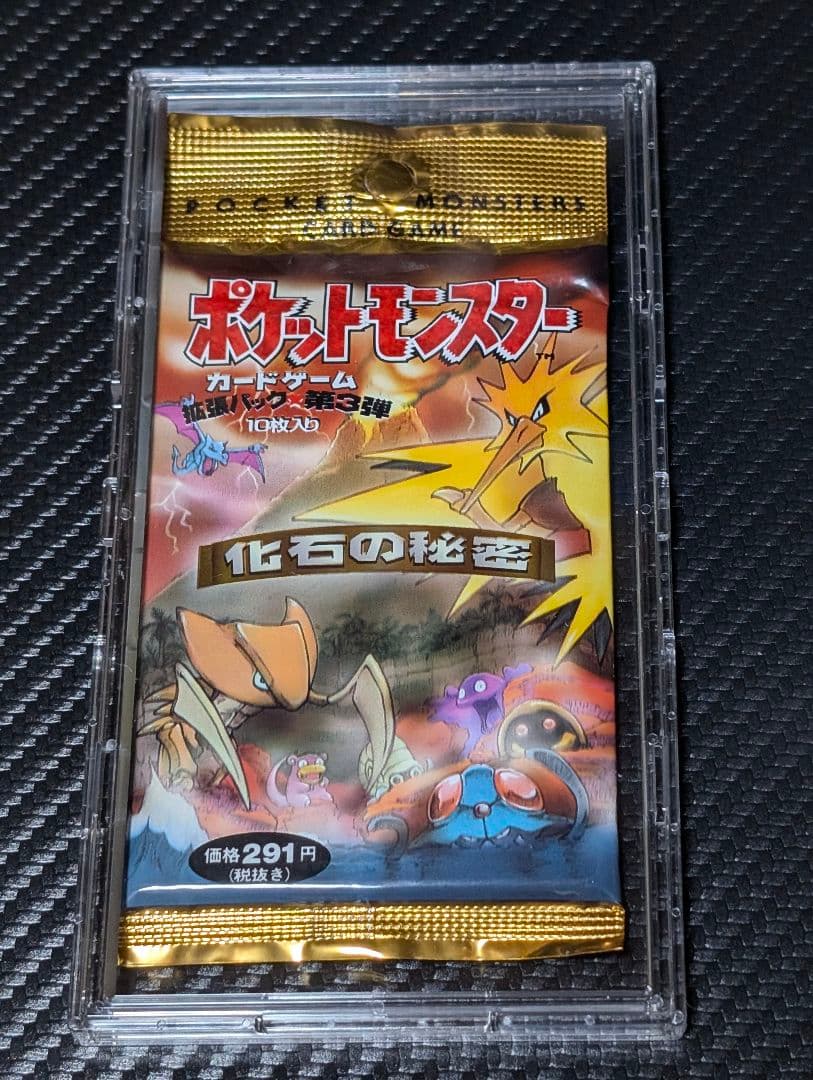 POCKET MONSTERS
CARD GAME
ポケットモンスター
TM
カードゲーム
拡張パック×第3弾
10枚入り
化石の秘密
価格291円
(税抜き)